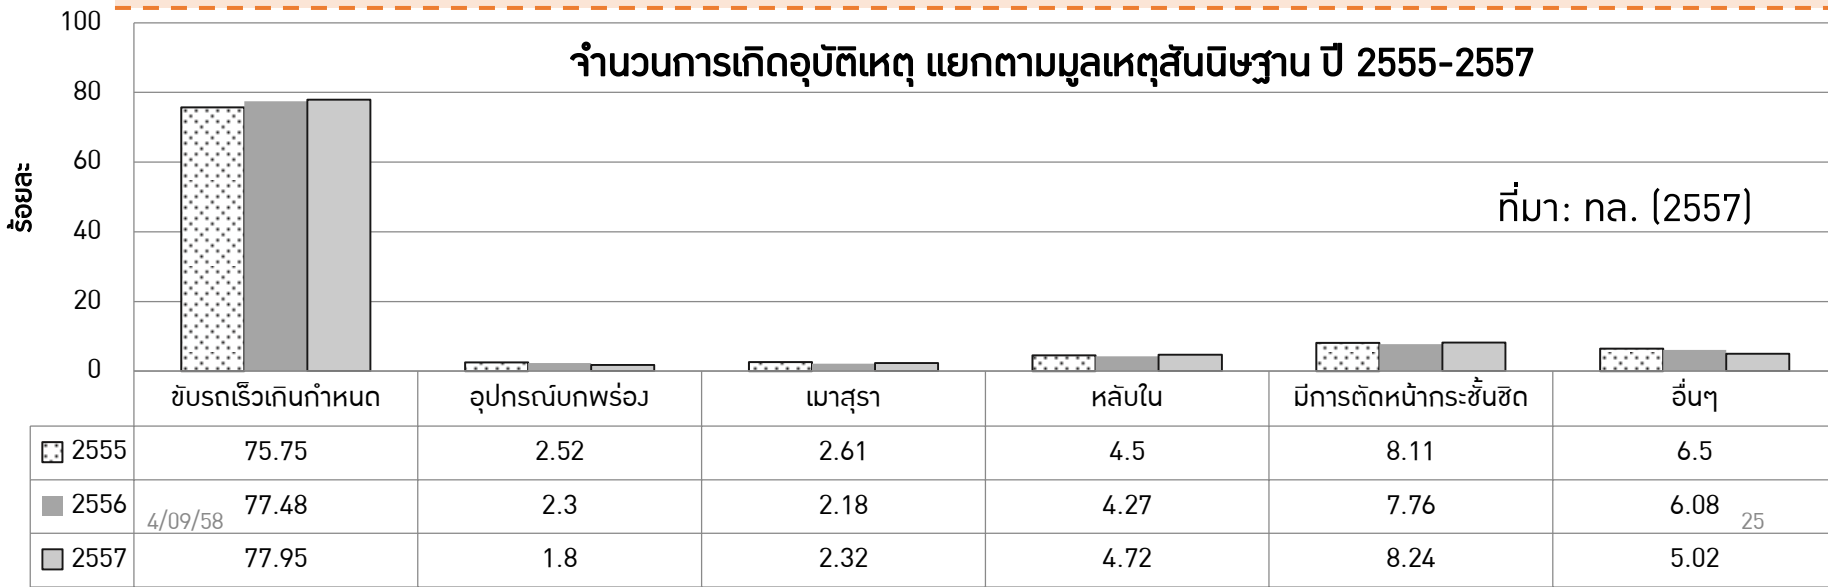 จำนวนการเกิดอุบัติเหตุ แยกตามมูลเหตุสันนิษฐาน ปี 2555-2557
100
80
60
40
20
0
ร้อยละ
ที่มา: ทล. (2557)
ขับรถเร็วเกินกำหนด อุปกรณ์บกพร่อง เมาสุรา หลับใน มีการตัดหน้ากระชั้นชิด อื่นๆ
2555 75.75 2.52 2.61 4.5 8.11 6.5
2556 77.48 2.3 2.18 4.27 7.76 6.08
4/09/58 25
2557 77.95 1.8 2.32 4.72 8.24 5.02